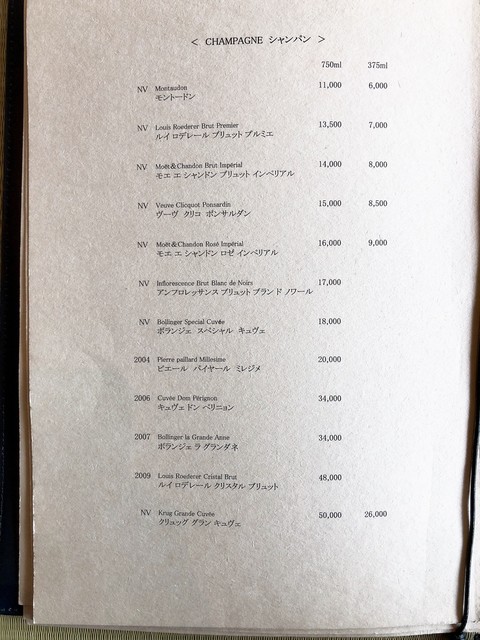 < CHAMPAGNE シャンパン >
750ml 375ml
NV Montaudon 11,000 6,000
モントードン
NV Louis Roederer Brut Premier 13,500 7,000
ルイ ロデレール ブリュット プルミエ
NV Moët&Chandon Brut Impérial 14,000 8,000
モエ エ シャンドン ブリュット インペリアル
NV Veuve Clicquot Ponsardin 15,000 8,500
ヴーヴ クリコ ポンサルダン
NV Moët&Chandon Rosé Impérial 16,000 9,000
モエ エ シャンドン ロゼ インペリアル
NV Inflorescence Brut Blanc de Noirs 17,000
アンフロレッサンス ブリュット ブラン ド ノワール
NV Bollinger Special Cuvée 18,000
ボランジェ スペシャル キュヴェ
2004 Pierre paillard Millesime 20,000
ピエール パイヤール ミレジメ
2006 Cuvée Dom Pérignon 34,000
キュヴェ ドン ペリニョン
2007 Bollinger la Grande Anne 34,000
ボランジェ ラ グランダネ
2009 Louis Roederer Cristal Brut 48,000
ルイ ロデレール クリスタル ブリュット
NV Krug Grande Cuvée 50,000 26,000
クリュッグ グラン キュヴェ